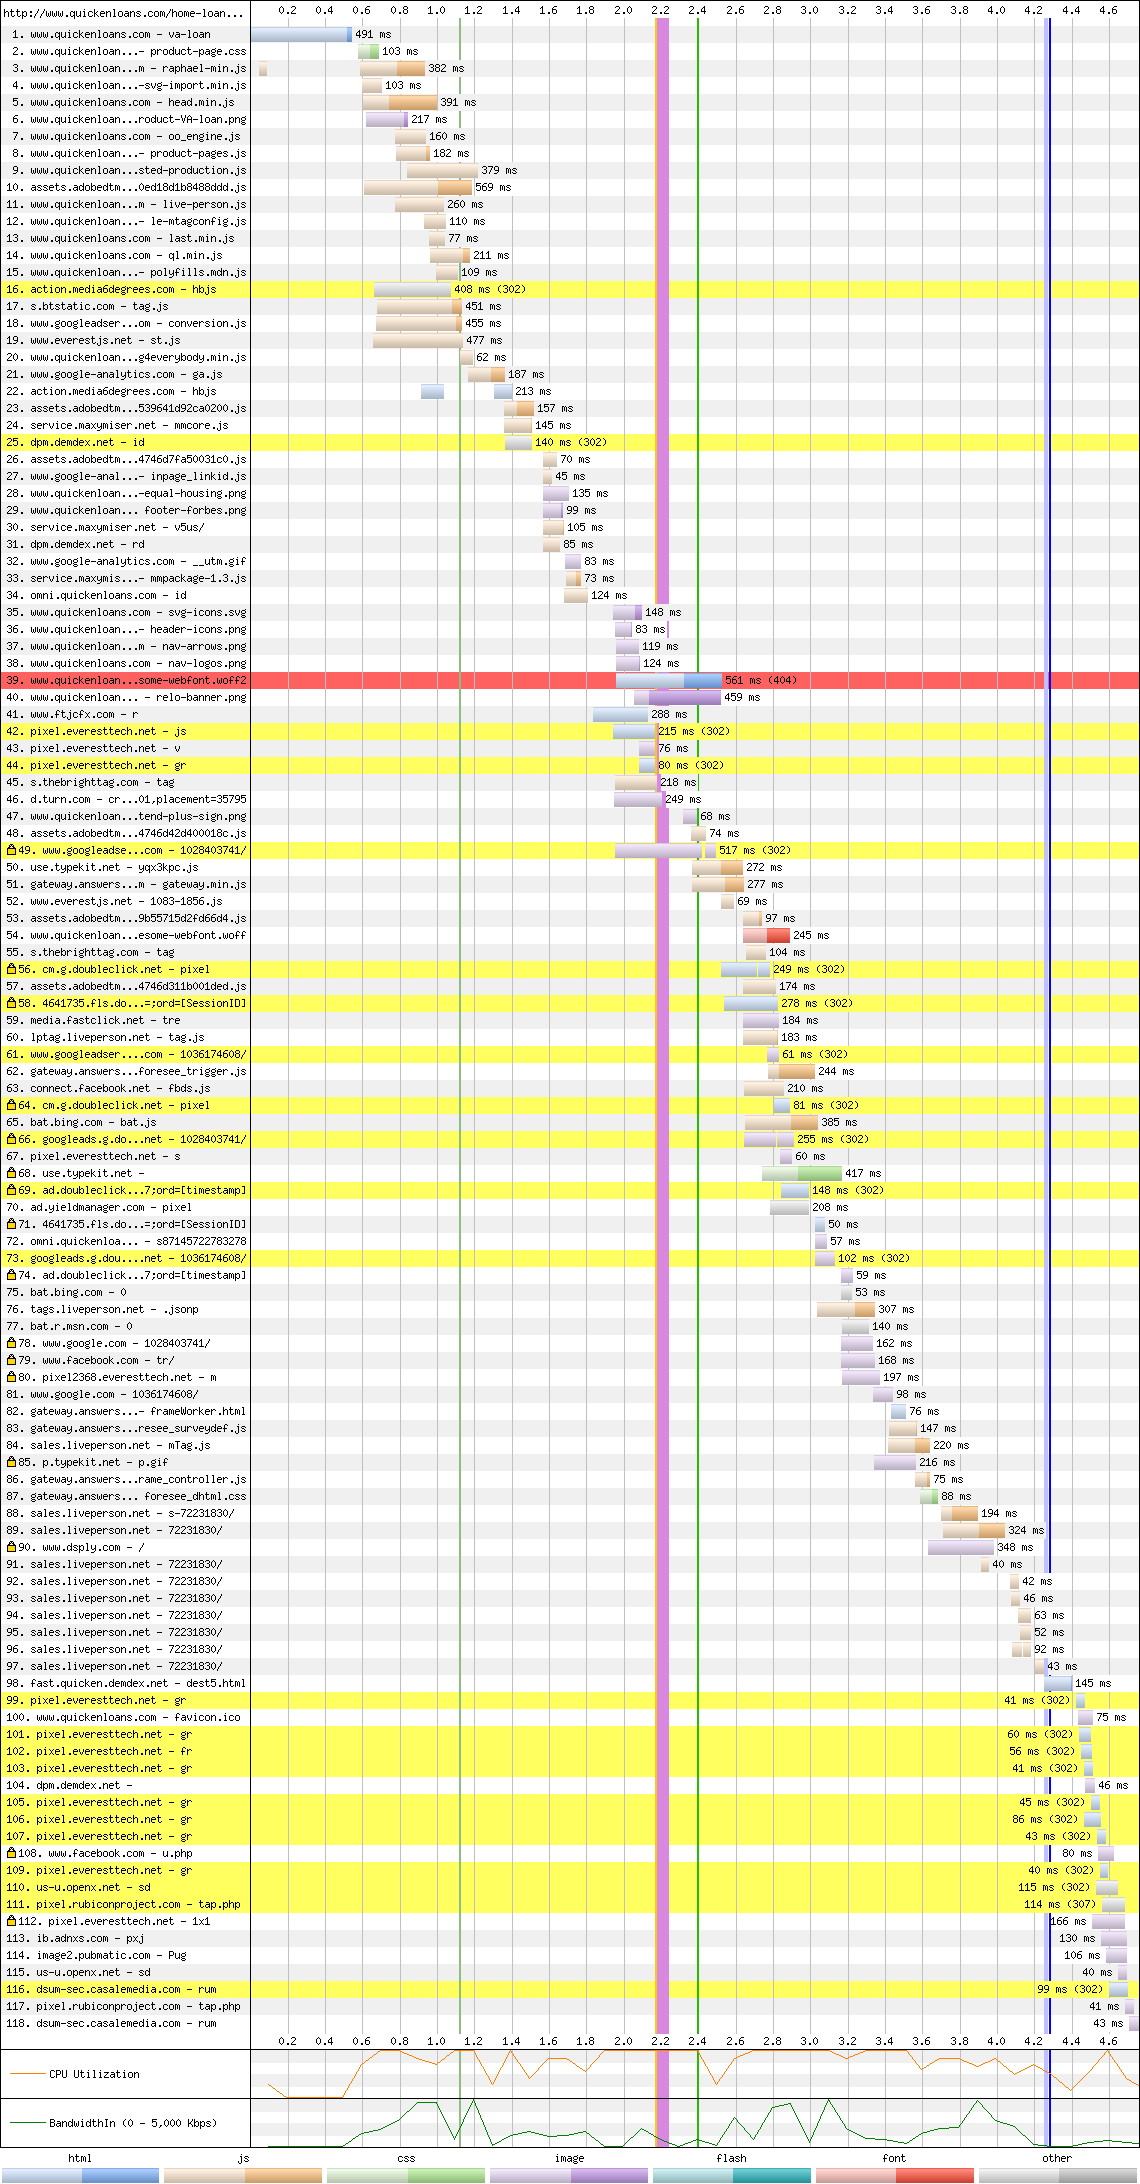 http://www.quickenloans.com/home-loan...
0.2 0.4 0.6 0.8 1.0 1.2 1.4 1.6 1.8 2.0 2.2 2.4 2.6 2.8 3.0 3.2 3.4 3.6 3.8 4.0 4.2 4.4 4.6
1. www.quickenloans.com - va-loan 491 ms
2. www.quickenloan...- product-page.css 103 ms
3. www.quickenloan...m - raphael-min.js 382 ms
4. www.quickenloan...-svg-import.min.js 103 ms
5. www.quickenloans.com - head.min.js 391 ms
6. www.quickenloan...roduct-VA-loan.png 217 ms
7. www.quickenloans.com - oo_engine.js 160 ms
8. www.quickenloan...- product-pages.js 182 ms
9. www.quickenloan...sted-production.js 379 ms
10. assets.adobedtm...0ed18d1b8488ddd.js 569 ms
11. www.quickenloan...m - live-person.js 260 ms
12. www.quickenloan...- le-mtagconfig.js 110 ms
13. www.quickenloans.com - last.min.js 77 ms
14. www.quickenloans.com - ql.min.js 211 ms
15. www.quickenloan...- polyfills.mdn.js 109 ms
16. action.media6degrees.com - hbjs 408 ms (302)
17. s.btstatic.com - tag.js 451 ms
18. www.googleadser...om - conversion.js 455 ms
19. www.everestjs.net - st.js 477 ms
20. www.quickenloan...g4everybody.min.js 62 ms
21. www.google-analytics.com - ga.js 187 ms
22. action.media6degrees.com - hbjs 213 ms
23. assets.adobedtm...539641d92ca0200.js 157 ms
24. service.maxymiser.net - mmcore.js 145 ms
25. dpm.demdex.net - id 140 ms (302)
26. assets.adobedtm...4746d7fa50031c0.js 70 ms
27. www.google-anal...- inpage_linkid.js 45 ms
28. www.quickenloan...-equal-housing.png 135 ms
29. www.quickenloan... footer-forbes.png 99 ms
30. service.maxymiser.net - v5us/ 105 ms
31. dpm.demdex.net - rd 85 ms
32. www.google-analytics.com - __utm.gif 83 ms
33. service.maxymis...- mmpackage-1.3.js 73 ms
34. omni.quickenloans.com - id 124 ms
35. www.quickenloans.com - svg-icons.svg 148 ms
36. www.quickenloan...- header-icons.png 83 ms
37. www.quickenloan...m - nav-arrows.png 119 ms
38. www.quickenloans.com - nav-logos.png 124 ms
39. www.quickenloan...some-webfont.woff2 561 ms (404)
40. www.quickenloan... - relo-banner.png 459 ms
41. www.ftjcfx.com - r 288 ms
42. pixel.everesttech.net - js 215 ms (302)
43. pixel.everesttech.net - v 76 ms
44. pixel.everesttech.net - gr 80 ms (302)
45. s.thebrighttag.com - tag 218 ms
46. d.turn.com - cr...01,placement=35795 249 ms
47. www.quickenloan...tend-plus-sign.png 68 ms
48. assets.adobedtm...4746d42d400018c.js 74 ms
49. www.googleadse...com - 1028403741/ 517 ms (302)
50. use.typekit.net - yqx3kpc.js 272 ms
51. gateway.answers...m - gateway.min.js 277 ms
52. www.everestjs.net - 1083-1856.js 69 ms
53. assets.adobedtm...9b55715d2fd66d4.js 97 ms
54. www.quickenloan...esome-webfont.woff 245 ms
55. s.thebrighttag.com - tag 104 ms
56. cm.g.doubleclick.net - pixel 249 ms (302)
57. assets.adobedtm...4746d311b001ded.js 174 ms
58. 4641735.fls.do...=;ord=[SessionID] 278 ms (302)
59. media.fastclick.net - tre 184 ms
60. lptag.liveperson.net - tag.js 183 ms
61. www.googleadser....com - 1036174608/ 61 ms (302)
62. gateway.answers...foresee_trigger.js 244 ms
63. connect.facebook.net - fbds.js 210 ms
64. cm.g.doubleclick.net - pixel 81 ms (302)
65. bat.bing.com - bat.js 385 ms
66. googleads.g.do...net - 1028403741/ 255 ms (302)
67. pixel.everesttech.net - s 60 ms
68. use.typekit.net - 417 ms
69. ad.doubleclick...7;ord=[timestamp] 148 ms (302)
70. ad.yieldmanager.com - pixel 208 ms
71. 4641735.fls.do...=;ord=[SessionID] 50 ms
72. omni.quickenloa... - s87145722783278 57 ms
73. googleads.g.dou....net - 1036174608/ 102 ms (302)
74. ad.doubleclick...7;ord=[timestamp] 59 ms
75. bat.bing.com - 0 53 ms
76. tags.liveperson.net - .jsonp 307 ms
77. bat.r.msn.com - 0 140 ms
78. www.google.com - 1028403741/ 162 ms
79. www.facebook.com - tr/ 168 ms
80. pixel2368.everesttech.net - m 197 ms
81. www.google.com - 1036174608/ 98 ms
82. gateway.answers...- frameWorker.html 76 ms
83. gateway.answers...resee_surveydef.js 147 ms
84. sales.liveperson.net - mTag.js 220 ms
85. p.typekit.net - p.gif 216 ms
86. gateway.answers...rame_controller.js 75 ms
87. gateway.answers... foresee_dhtml.css 88 ms
88. sales.liveperson.net - s-72231830/ 194 ms
89. sales.liveperson.net - 72231830/ 324 ms
90. www.dsply.com - / 348 ms
91. sales.liveperson.net - 72231830/ 40 ms
92. sales.liveperson.net - 72231830/ 42 ms
93. sales.liveperson.net - 72231830/ 46 ms
94. sales.liveperson.net - 72231830/ 63 ms
95. sales.liveperson.net - 72231830/ 52 ms
96. sales.liveperson.net - 72231830/ 92 ms
97. sales.liveperson.net - 72231830/ 43 ms
98. fast.quicken.demdex.net - dest5.html 145 ms
99. pixel.everesttech.net - gr 41 ms (302)
100. www.quickenloans.com - favicon.ico 75 ms
101. pixel.everesttech.net - gr 60 ms (302)
102. pixel.everesttech.net - fr 56 ms (302)
103. pixel.everesttech.net - gr 41 ms (302)
104. dpm.demdex.net - 46 ms
105. pixel.everesttech.net - gr 45 ms (302)
106. pixel.everesttech.net - gr 86 ms (302)
107. pixel.everesttech.net - gr 43 ms (302)
108. www.facebook.com - u.php 80 ms
109. pixel.everesttech.net - gr 40 ms (302)
110. us-u.openx.net - sd 115 ms (302)
111. pixel.rubiconproject.com - tap.php 114 ms (307)
112. pixel.everesttech.net - 1x1 166 ms
113. ib.adnxs.com - pxj 130 ms
114. image2.pubmatic.com - Pug 106 ms
115. us-u.openx.net - sd 40 ms
116. dsum-sec.casalemedia.com - rum 99 ms (302)
117. pixel.rubiconproject.com - tap.php 41 ms
118. dsum-sec.casalemedia.com - rum 43 ms
0.2 0.4 0.6 0.8 1.0 1.2 1.4 1.6 1.8 2.0 2.2 2.4 2.6 2.8 3.0 3.2 3.4 3.6 3.8 4.0 4.2 4.4 4.6
CPU Utilization
BandwidthIn (0 - 5,000 Kbps)
html js css image flash font other